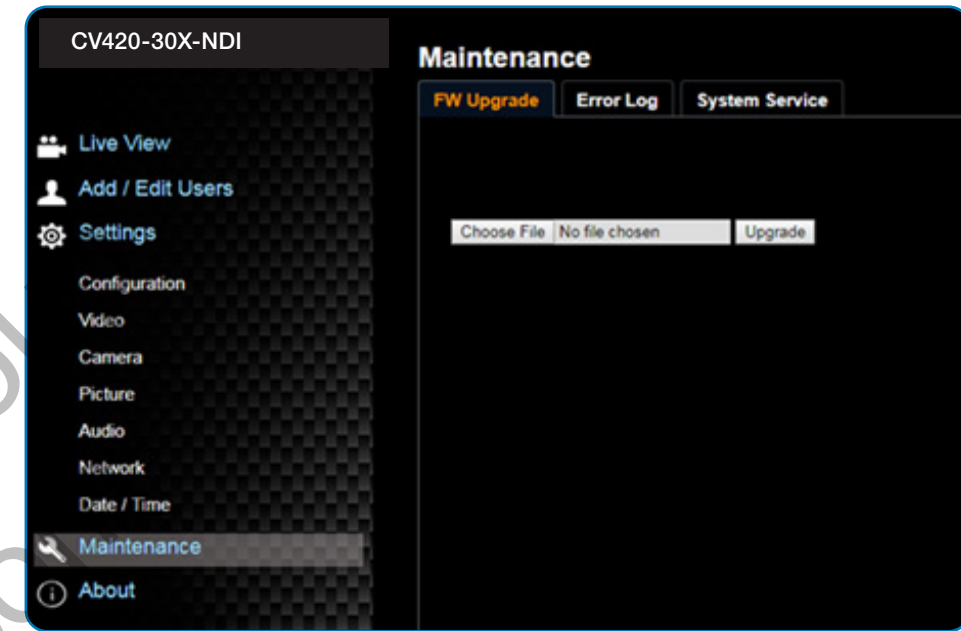 CV420-30X-NDI
Live View
Add / Edit Users
Settings
Configuration
Video
Camera
Picture
Audio
Network
Date / Time
Maintenance
About
Maintenance
FW Upgrade Error Log System Service
Choose File No file chosen Upgrade